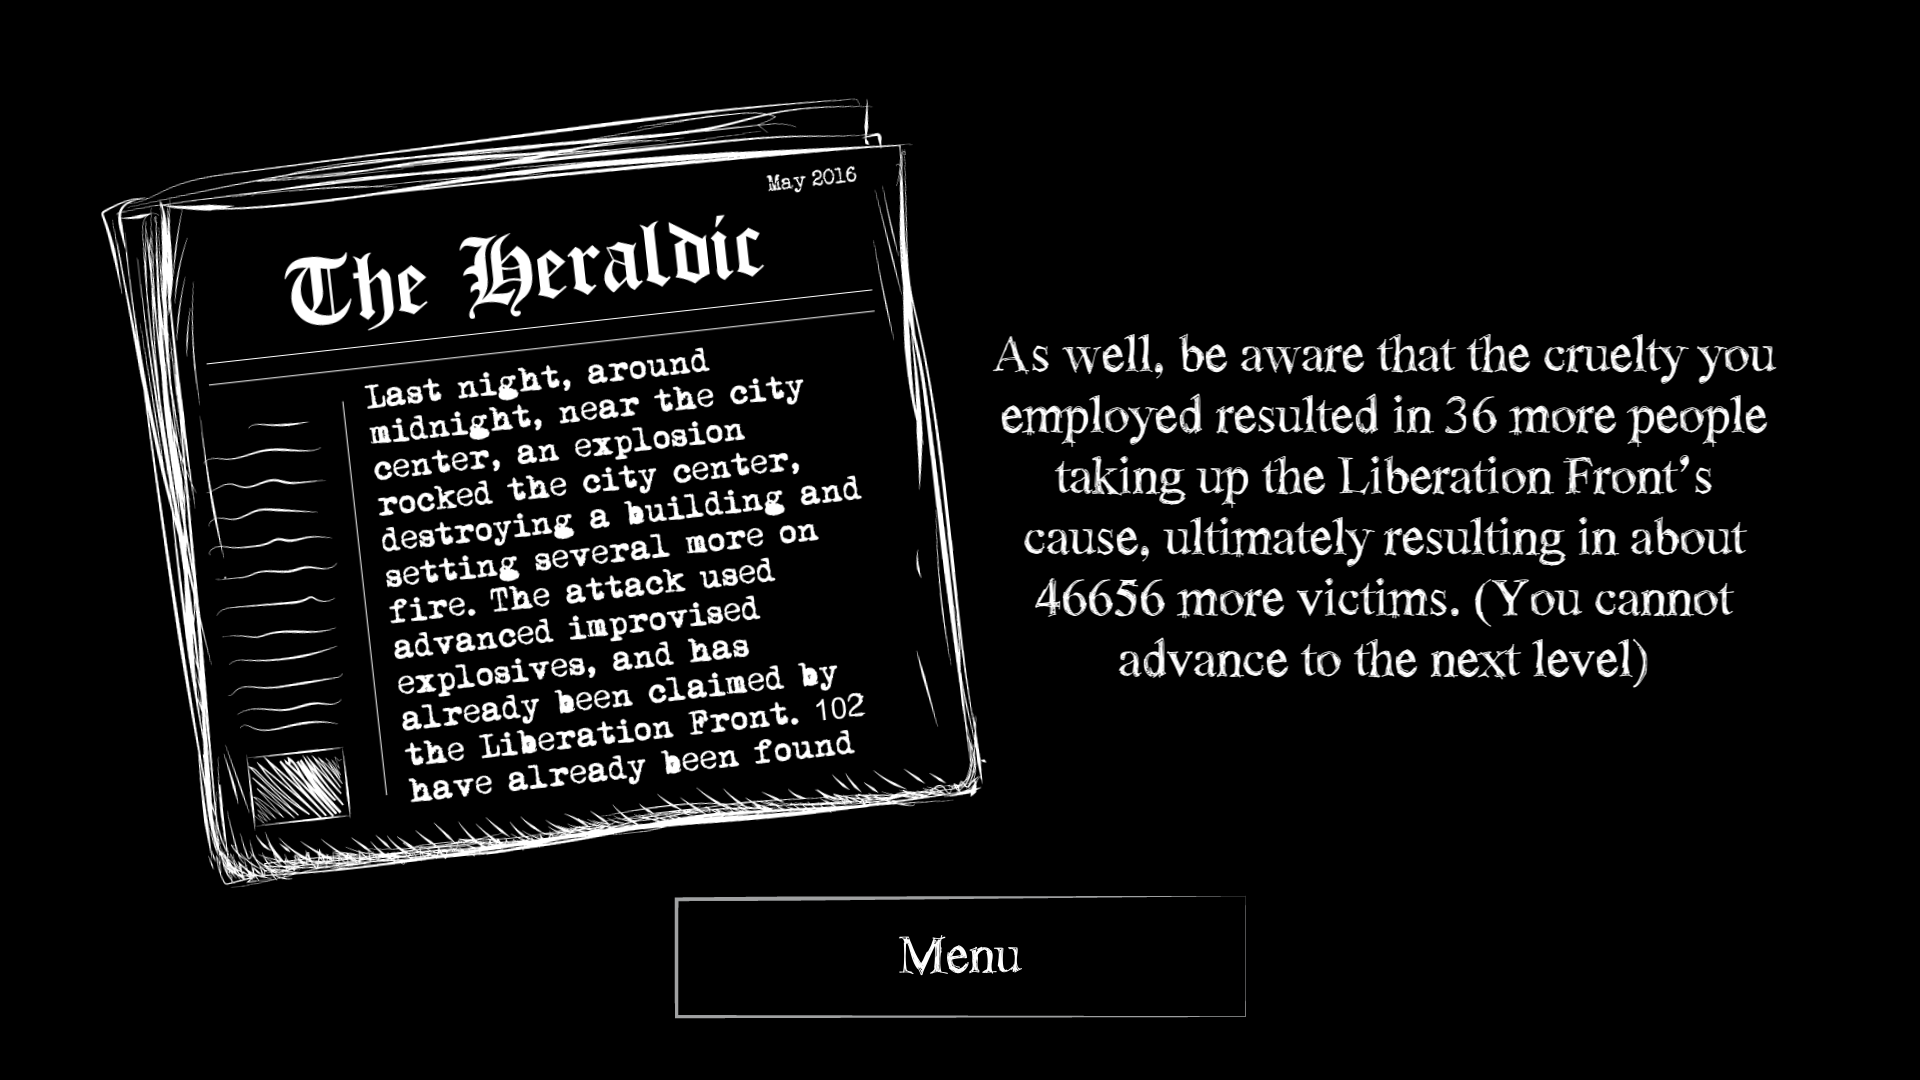 May 2016
The Heraldic
Last night, around
midnight, near the city
center, an explosion
rocked the city center,
destroying a building and
setting several more on
fire. The attack used
advanced improvised
explosives, and has
already been claimed by
the Liberation Front. 102
have already been found
As well, be aware that the cruelty you
employed resulted in 36 more people
taking up the Liberation Front's
cause, ultimately resulting in about
46656 more victims. (You cannot
advance to the next level)
Menu